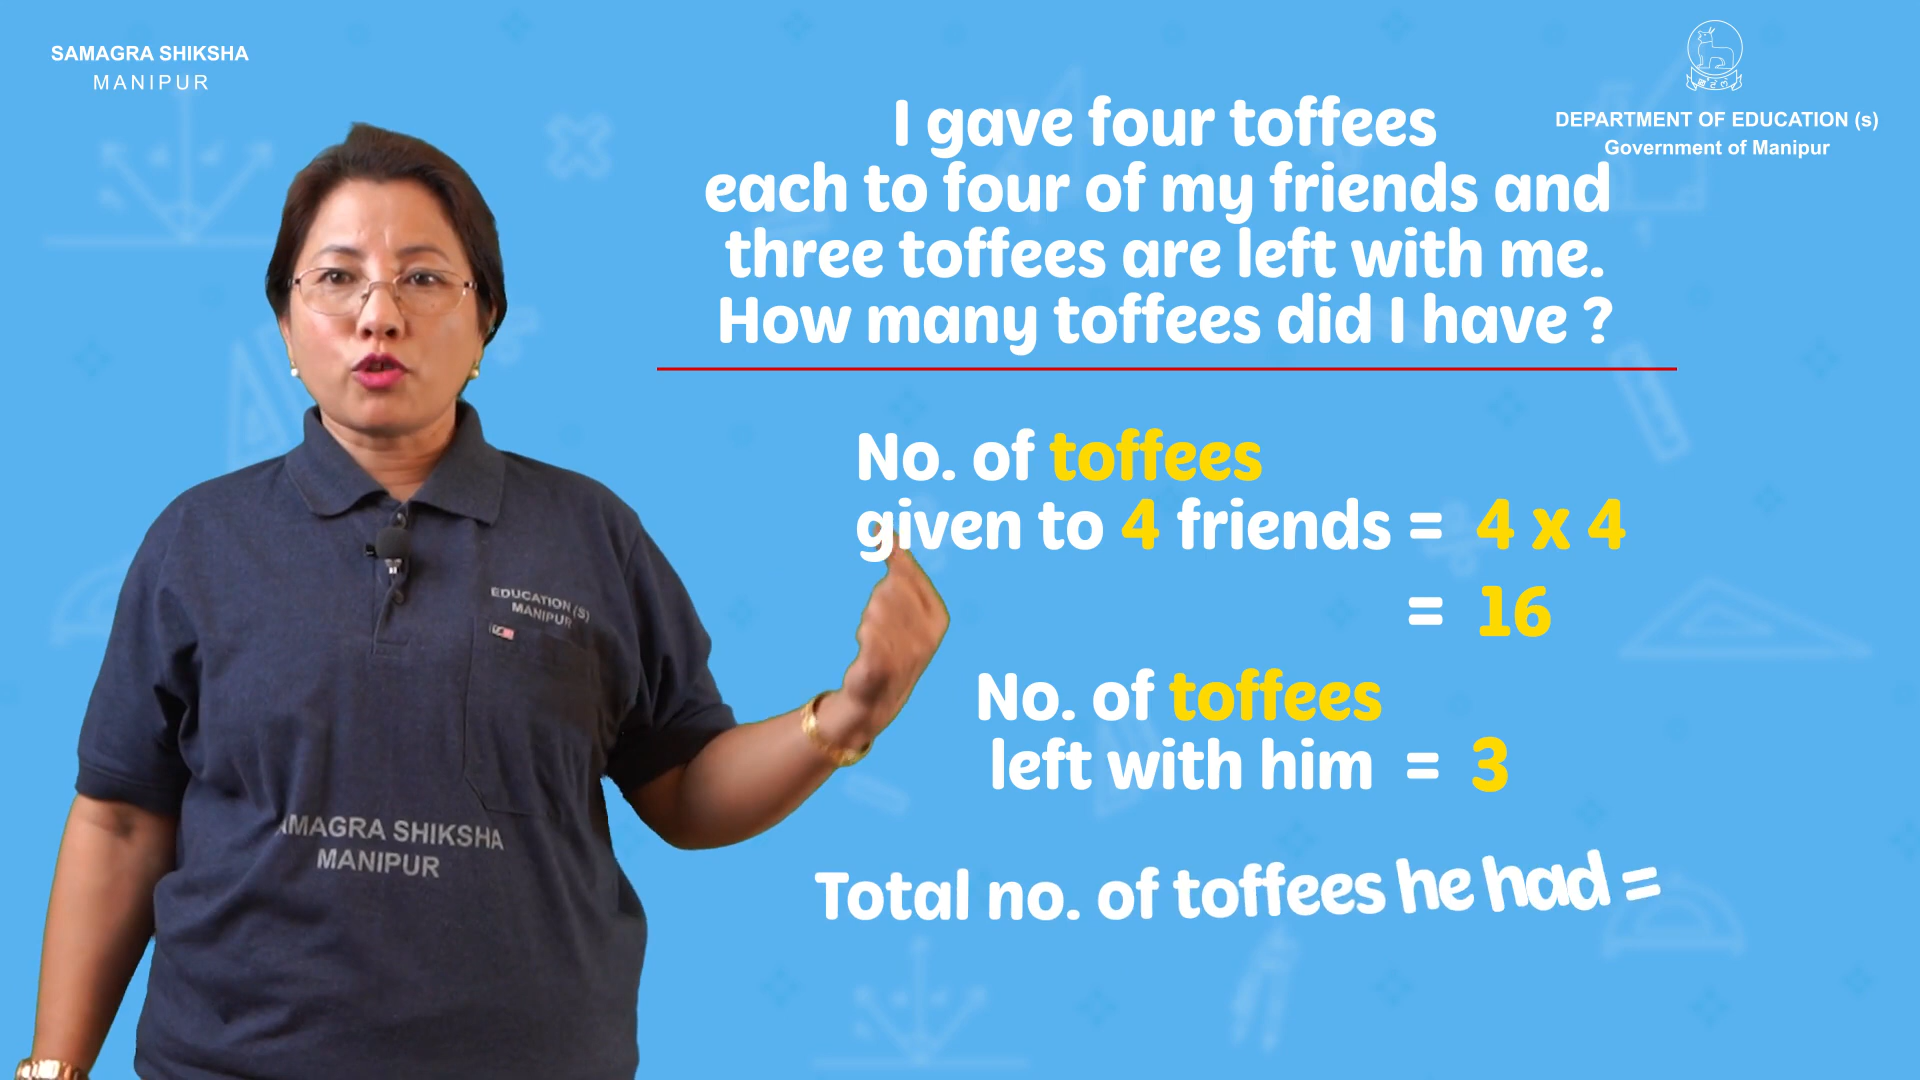 SAMAGRA SHIKSHA
MANIPUR
DEPARTMENT OF EDUCATION (s)
Government of Manipur
I gave four toffees
each to four of my friends and
three toffees are left with me.
How many toffees did I have ?
No. of toffees
given to 4 friends = 4 x 4
= 16
No. of toffees
left with him = 3
Total no. of toffees he had =
EDUCATION (S)
MANIPUR
AMAGRA SHIKSHA
MANIPUR